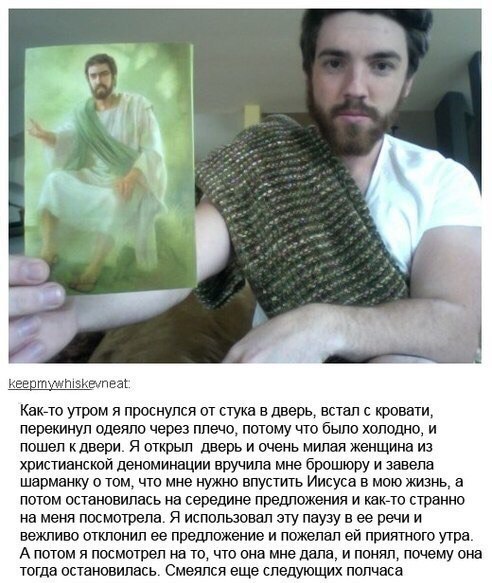 keepmywhiskevneat:
Как-то утром я проснулся от стука в дверь, встал с кровати,
перекинул одеяло через плечо, потому что было холодно, и
пошел к двери. Я открыл дверь и очень милая женщина из
христианской деноминации вручила мне брошюру и завела
шарманку о том, что мне нужно впустить Иисуса в мою жизнь, а
потом остановилась на середине предложения и как-то странно
на меня посмотрела. Я использовал эту паузу в ее речи и
вежливо отклонил ее предложение и пожелал ей приятного утра.
А потом я посмотрел на то, что она мне дала, и понял, почему она
тогда остановилась. Смеялся еще следующих полчаса